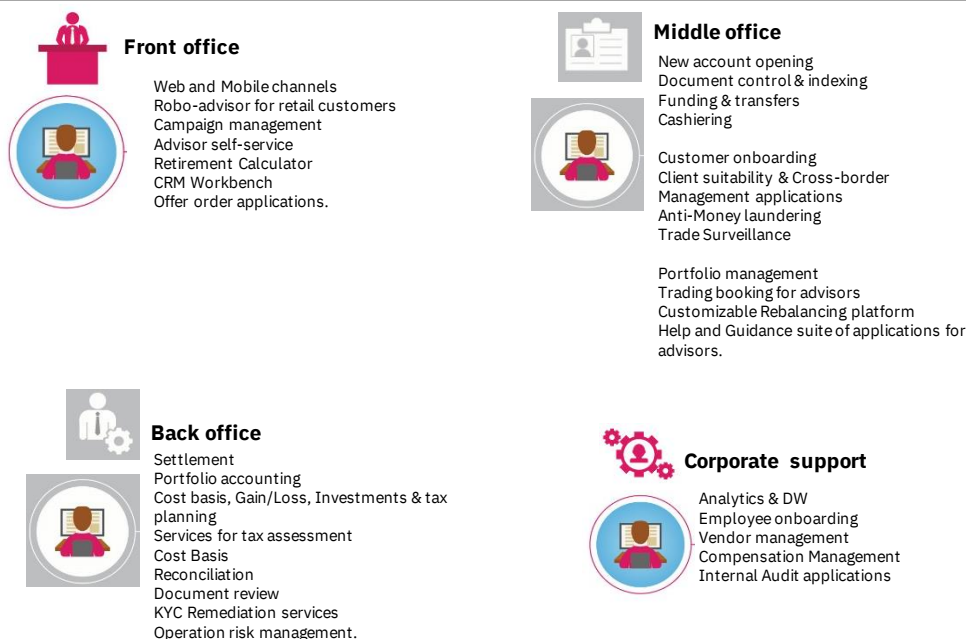 Front office
Web and Mobile channels
Robo-advisor for retail customers
Campaign management
Advisor self-service
Retirement Calculator
CRM Workbench
Offer order applications.
Middle office
New account opening
Document control & indexing
Funding & transfers
Cashiering
Customer onboarding
Client suitability & Cross-border
Management applications
Anti-Money laundering
Trade Surveillance
Portfolio management
Trading booking for advisors
Customizable Rebalancing platform
Help and Guidance suite of applications for
advisors.
Back office
Settlement
Portfolio accounting
Cost basis, Gain/Loss, Investments & tax
planning
Services for tax assessment
Cost Basis
Reconciliation
Document review
KYC Remediation services
Operation risk management.
Corporate support
Analytics & DW
Employee onboarding
Vendor management
Compensation Management
Internal Audit applications